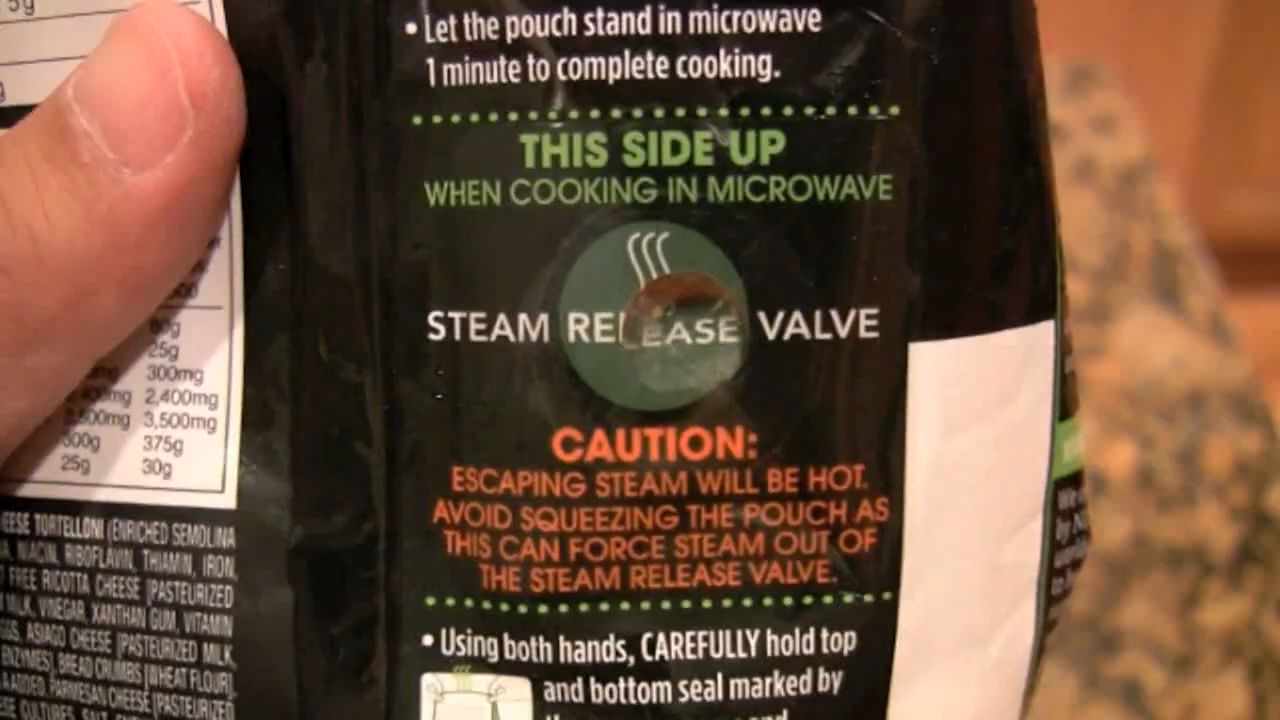 5g
• Let the pouch stand in microwave
1 minute to complete cooking.
THIS SIDE UP
WHEN COOKING IN MICROWAVE
STEAM RELEASE VALVE
CAUTION:
ESCAPING STEAM WILL BE HOT.
AVOID SQUEEZING THE POUCH AS
THIS CAN FORCE STEAM OUT OF
THE STEAM RELEASE VALVE.
• Using both hands, CAREFULLY hold top
and bottom seal marked by
25g
300mg
2,400mg
3,500mg
300g 375g
25g 30g
TORTELLONI (ENRICHED SEMOLINA
NIACIN, RIBOFLAVIN, THIAMIN, IRON,
FREE RICOTTA CHEESE [PASTEURIZED
MILK, VINEGAR, XANTHAN GUM, VITAMIN
ASIAGO CHEESE [PASTEURIZED MILK,
ENZYMES], BREAD CRUMBS [WHEAT FLOUR],
PARMESAN CHEESE [PASTEURIZED
CULTURES, SALT,